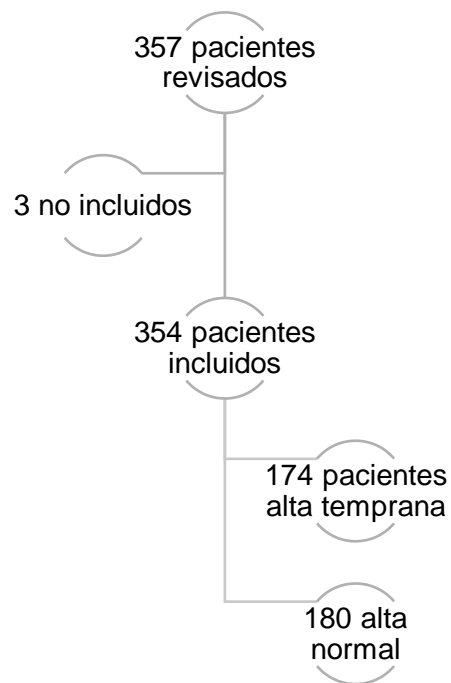 357 pacientes
revisados
3 no incluidos
354 pacientes
incluidos
174 pacientes
alta temprana
180 alta
normal